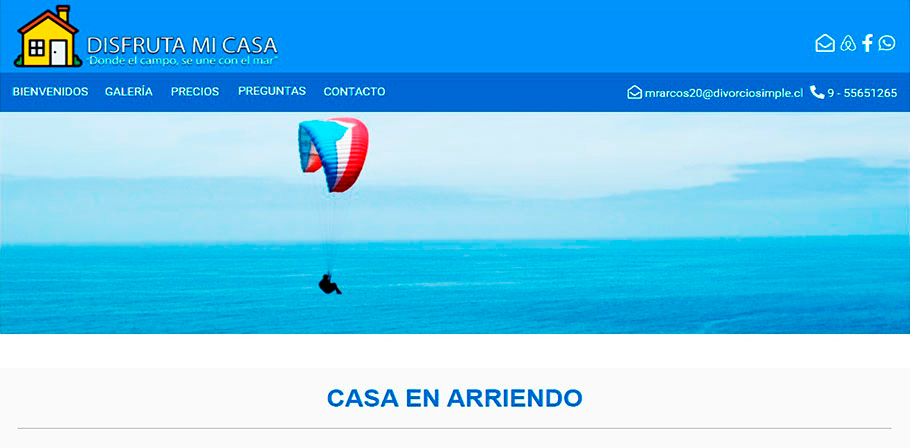 DISFRUTA MI CASA
"Donde el campo, se une con el mar"
BIENVENIDOS GALERÍA PRECIOS PREGUNTAS CONTACTO mrarcos20@divorciosimple.cl 9 - 55651265
CASA EN ARRIENDO